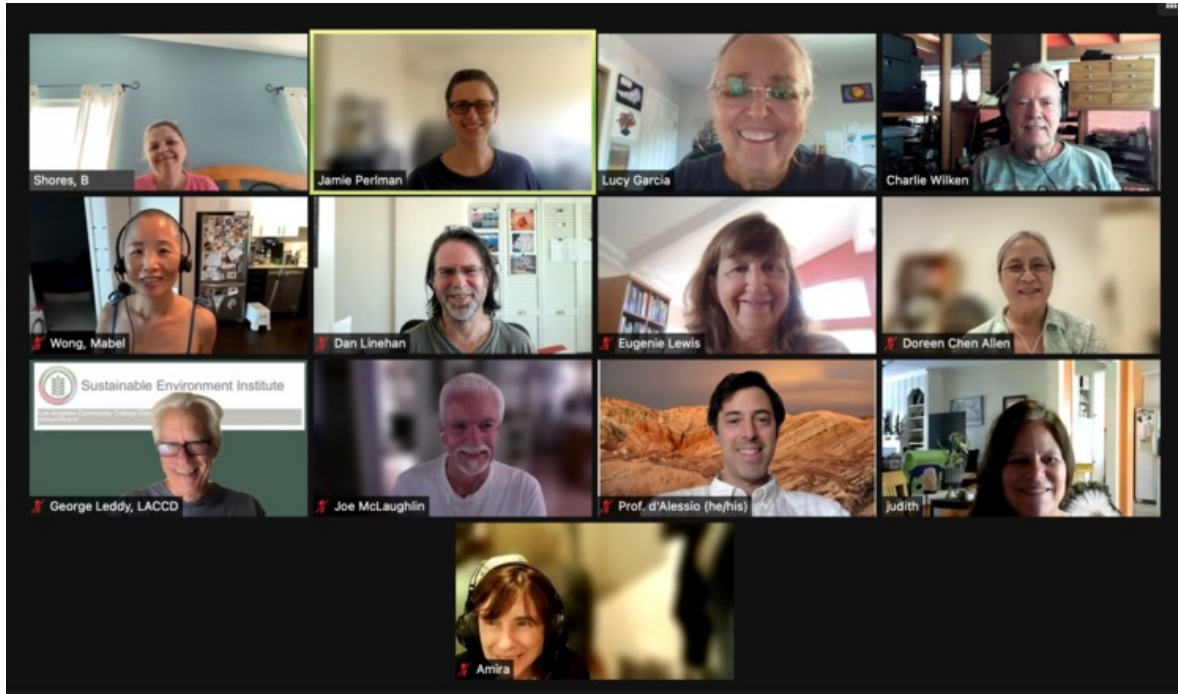 Shores, B
Jamie Perlman
Lucy Garcia
Charlie Wilken
Wong, Mabel
Dan Linehan
Eugenie Lewis
Doreen Chen Allen
Sustainable Environment Institute
Los Angeles Community College
George Leddy, LACCD
Joe McLaughlin
Prof. d'Alessio (he/his)
judith
Amira